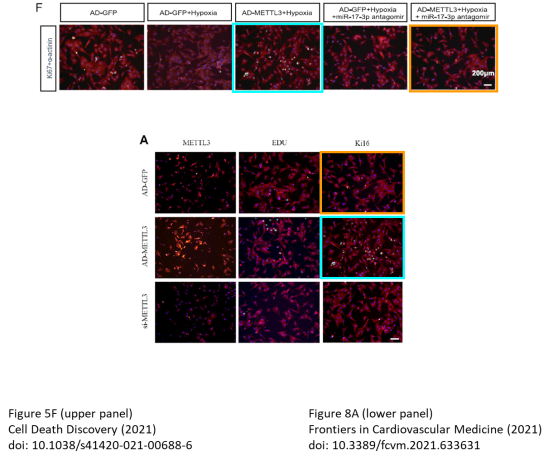 F
AD-GFP
AD-GFP+Hypoxia
AD-METTL3+Hypoxia
AD-GFP+Hypoxia
+miR-17-3p antagomir
AD-METTL3+Hypoxia
+ miR-17-3p antagomir
Ki67+α-actinin
200μm
A
METTL3 EDU Ki16
AD-GFP
AD-METTL3
si-METTL3
Figure 5F (upper panel)
Cell Death Discovery (2021)
doi: 10.1038/s41420-021-00688-6
Figure 8A (lower panel)
Frontiers in Cardiovascular Medicine (2021)
doi: 10.3389/fcvm.2021.633631